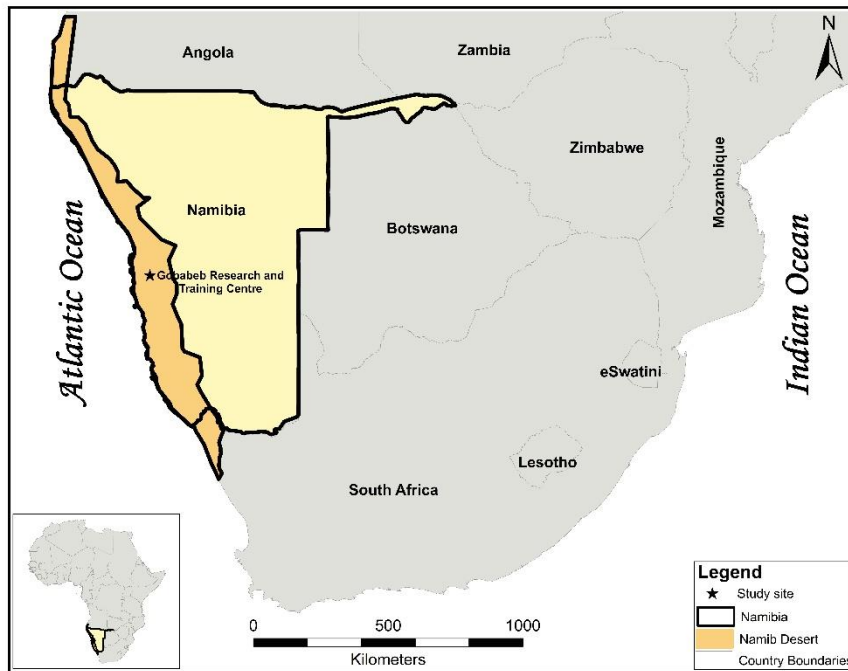 N
Angola
Zambia
Zimbabwe
Mozambique
Namibia
Botswana
Gobabeb Research and
Training Centre
Atlantic Ocean
Indian Ocean
eSwatini
Lesotho
South Africa
Legend
Study site
Namibia
Namib Desert
Country Boundaries
0 500 1000
Kilometers